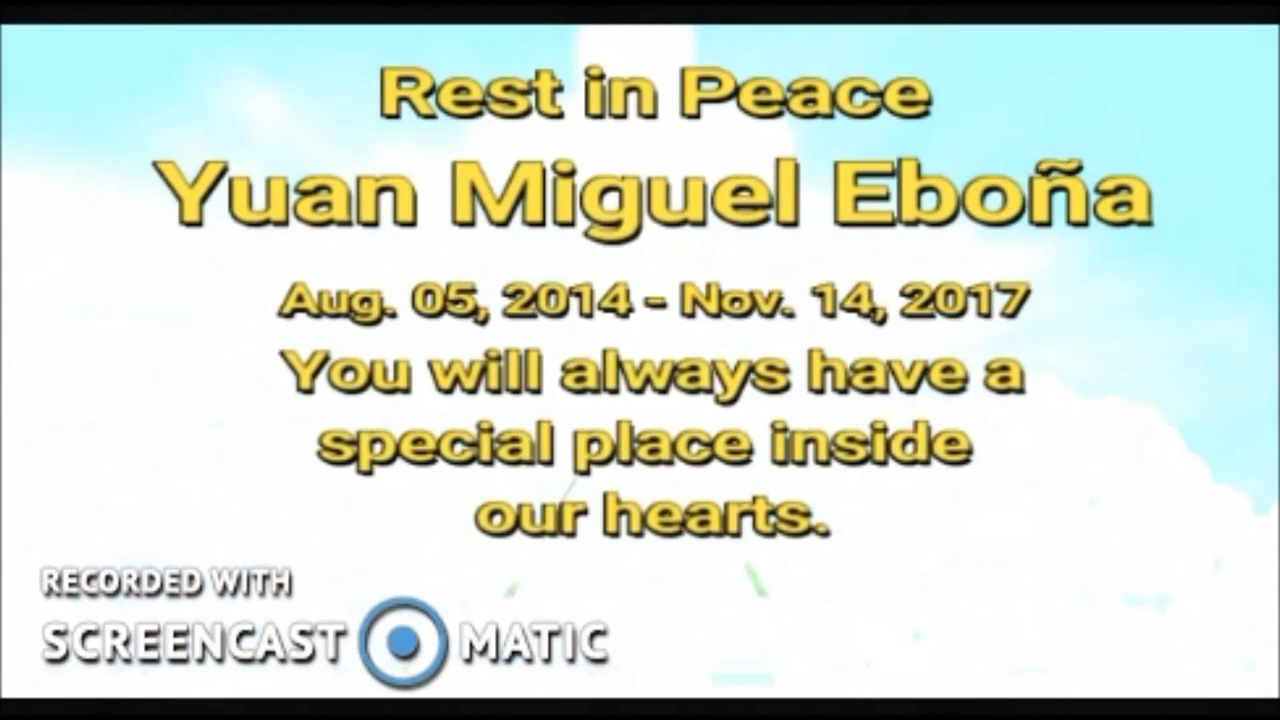 Rest in Peace
Yuan Miguel Eboña
Aug. 05, 2014 - Nov. 14, 2017
You will always have a
special place inside
our hearts.
RECORDED WITH
SCREENCAST MATIC